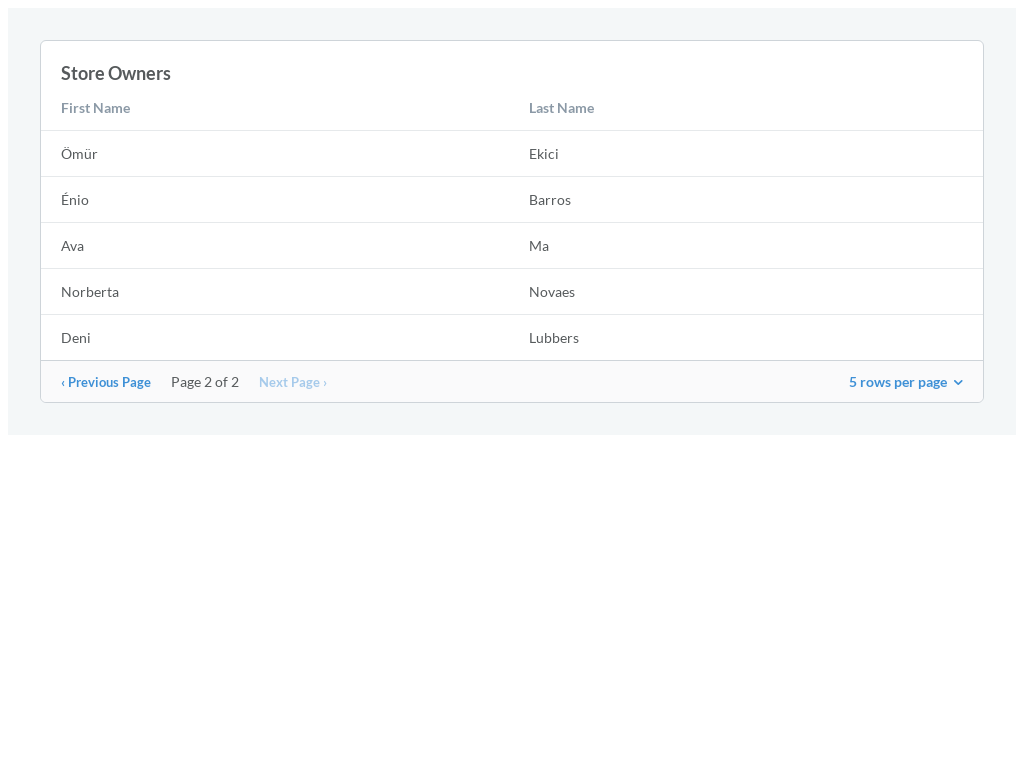 Store Owners
First Name Last Name
Ömür Ekici
Énio Barros
Ava Ma
Norberta Novaes
Deni Lubbers
‹ Previous Page Page 2 of 2 Next Page › 5 rows per page